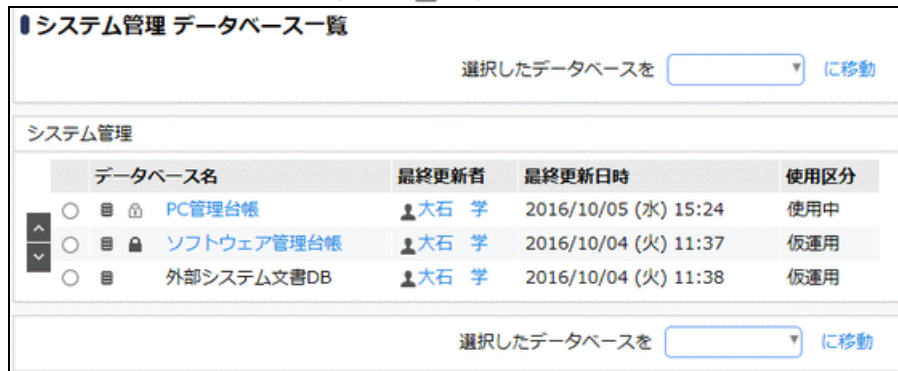 システム管理 データベース一覧
選択したデータベースを に移動
システム管理
データベース名 最終更新者 最終更新日時 使用区分
PC管理台帳 大石 学 2016/10/05 (水) 15:24 使用中
ソフトウェア管理台帳 大石 学 2016/10/04 (火) 11:37 仮運用
外部システム文書DB 大石 学 2016/10/04 (火) 11:38 仮運用
選択したデータベースを に移動